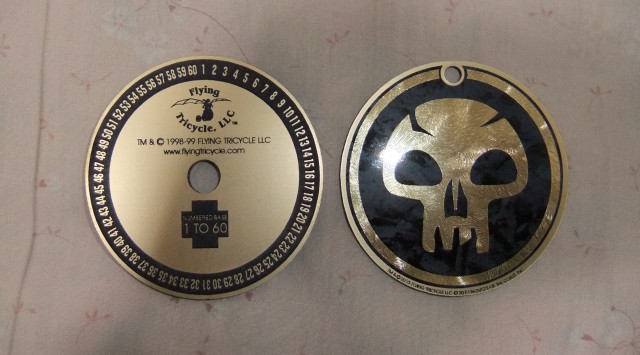 1 2 3 4 5 6 7 8 9 10 11 12 13 14 15 16 17 18 19 20 21 22 23 24 25 26 27 28 29 30 31 32 33 34 35 36 37 38 39 40 41 42 43 44 45 46 47 48 49 50 51 52 53 54 55 56 57 58 59 60
Flying
Tricycle, LLC
TM & © 1998-99 FLYING TRICYCLE LLC
www.flyingtricycle.com
NUMBERED BASE
1 TO 60